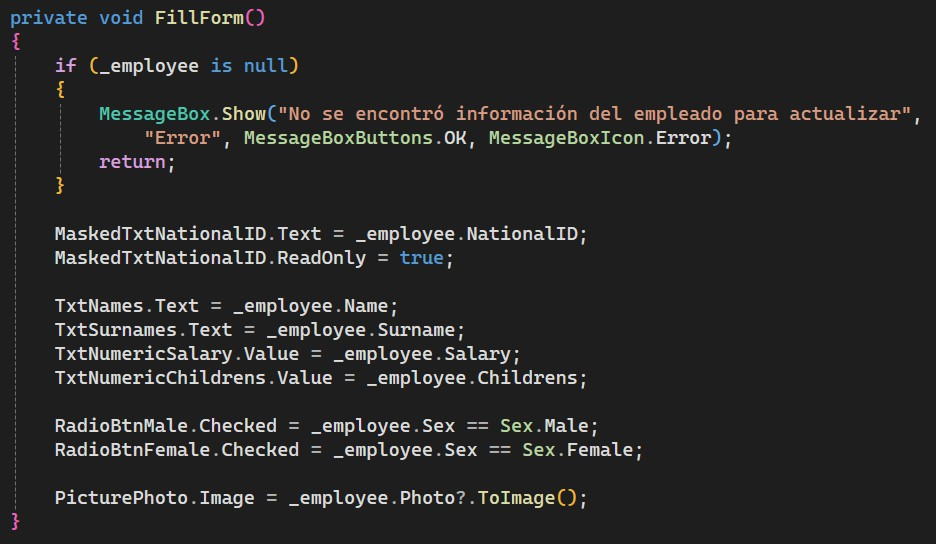 private void FillForm()
{
    if (_employee is null)
    {
        MessageBox.Show("No se encontró información del empleado para actualizar",
            "Error", MessageBoxButtons.OK, MessageBoxIcon.Error);
        return;
    }

    MaskedTxtNationalID.Text = _employee.NationalID;
    MaskedTxtNationalID.ReadOnly = true;

    TxtNames.Text = _employee.Name;
    TxtSurnames.Text = _employee.Surname;
    TxtNumericSalary.Value = _employee.Salary;
    TxtNumericChildrens.Value = _employee.Childrens;

    RadioBtnMale.Checked = _employee.Sex == Sex.Male;
    RadioBtnFemale.Checked = _employee.Sex == Sex.Female;

    PicturePhoto.Image = _employee.Photo?.ToImage();
}